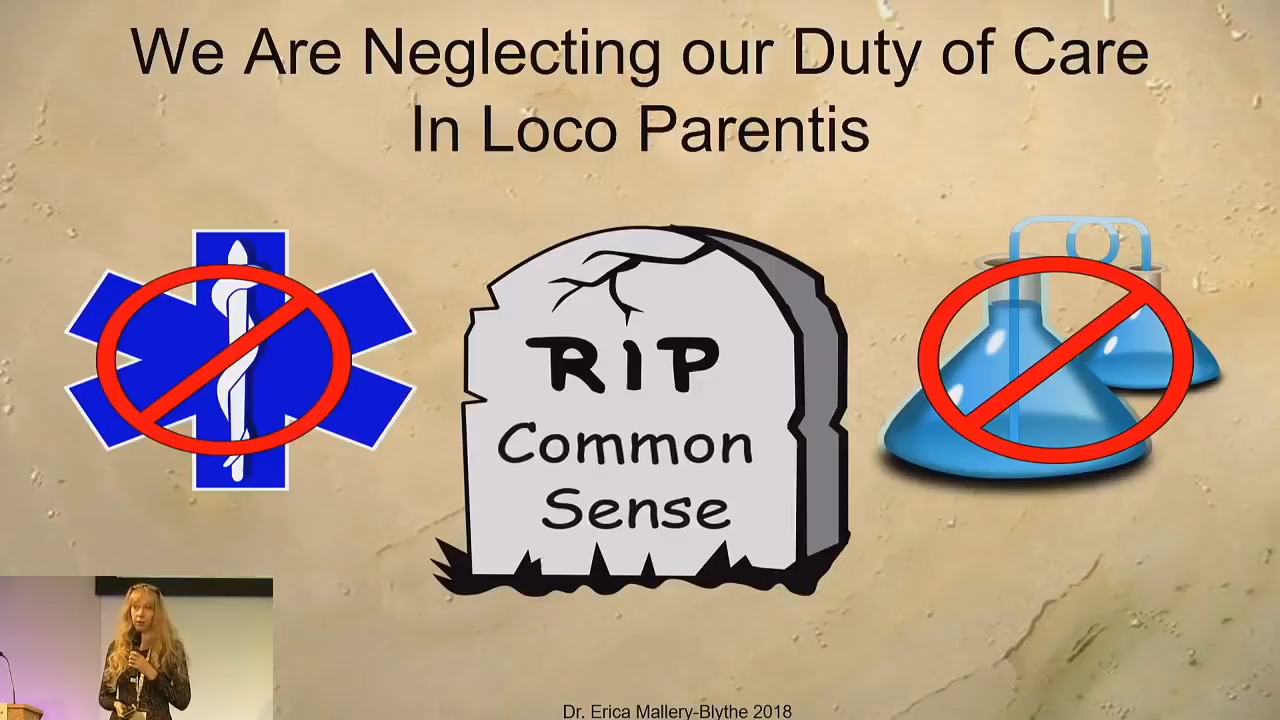 We Are Neglecting our Duty of Care
In Loco Parentis
RIP
Common
Sense
Dr. Erica Mallery-Blythe 2018